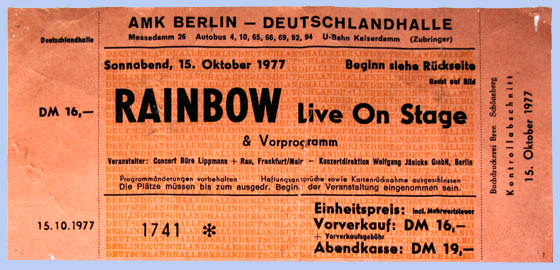 AMK BERLIN – DEUTSCHLANDHALLE
Messedamm 26 Autobus 4, 10, 65, 66, 69, 92, 94 U-Bahn Kaiserdamm (Zubringer)
Deutschlandhalle
Sonnabend, 15. Oktober 1977 Beginn siehe Rückseite
Recht auf Bild
DM 16,—
RAINBOW Live On Stage
& Vorprogramm
Veranstalter: Concert Büro Lippmann + Rau, Frankfurt/Main – Konzertdirektion Wolfgang Jänicke GmbH, Berlin
Programmänderungen vorbehalten Haftungsansprüche sowie Kartenrücknahme ausgeschlossen
Die Plätze müssen bis zum ausgedr. Beginn der Veranstaltung eingenommen sein.
15.10.1977
1741 *
Einheitspreis: incl. Mehrwertsteuer
Vorverkauf: DM 16,—
+ Vorverkaufsgebühr
Abendkasse: DM 19,—
Buchdruckerei Bree Schöneberg
Kontrollabschnitt
15. Oktober 1977